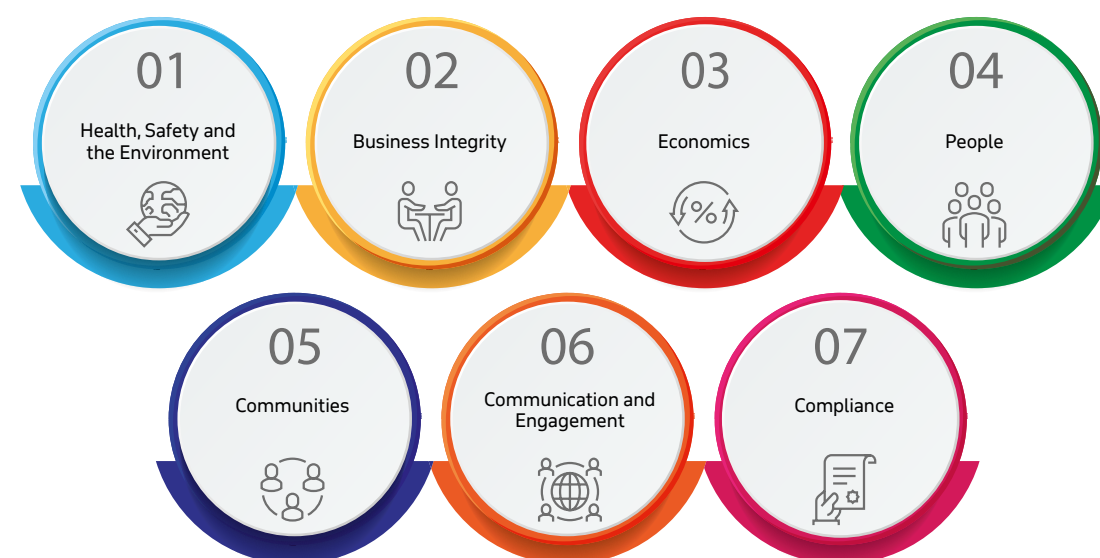 01
Health, Safety and
the Environment
02
Business Integrity
03
Economics
%
04
People
05
Communities
06
Communication and
Engagement
07
Compliance